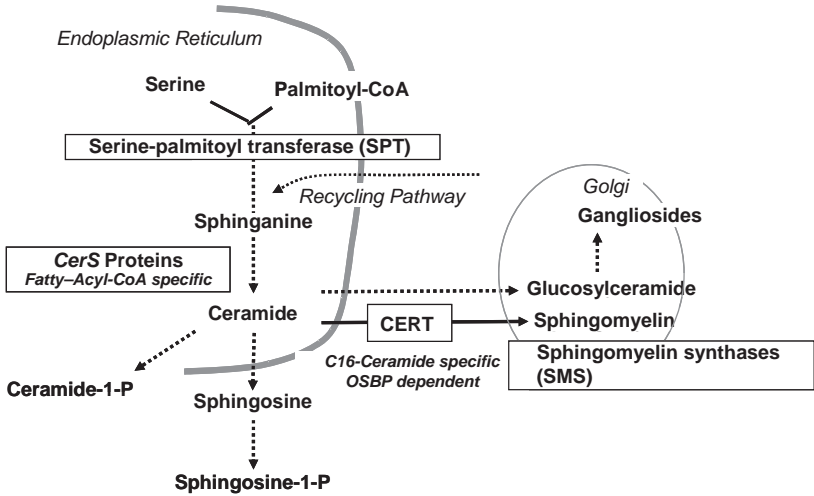 Endoplasmic Reticulum
Serine
Palmitoyl-CoA
Serine-palmitoyl transferase (SPT)
Recycling Pathway
Golgi
Gangliosides
Sphinganine
CerS Proteins
Fatty–Acyl-CoA specific
Glucosylceramide
Ceramide
CERT
Sphingomyelin
C16-Ceramide specific
OSBP dependent
Sphingomyelin synthases
(SMS)
Ceramide-1-P
Sphingosine
Sphingosine-1-P